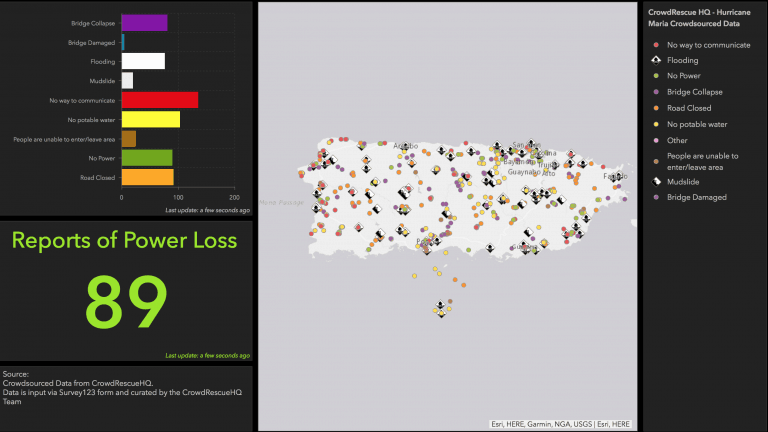 Bridge Collapse
Bridge Damaged
Flooding
Mudslide
No way to communicate
No potable water
People are unable to enter/leave area
No Power
Road Closed
0
100
200
Last update: a few seconds ago
Reports of Power Loss
89
Last update: a few seconds ago
Source:
Crowdsourced Data from CrowdRescueHQ.
Data is input via Survey123 form and curated by the CrowdRescueHQ
Team
Guaynabo
Esri, HERE, Garmin, NGA, USGS | Esri, HERE
CrowdRescue HQ - Hurricane
Maria Crowdsourced Data
No way to communicate
Flooding
No Power
Bridge Collapse
Road Closed
No potable water
Other
People are unable to
enter/leave area
Mudslide
Bridge Damaged